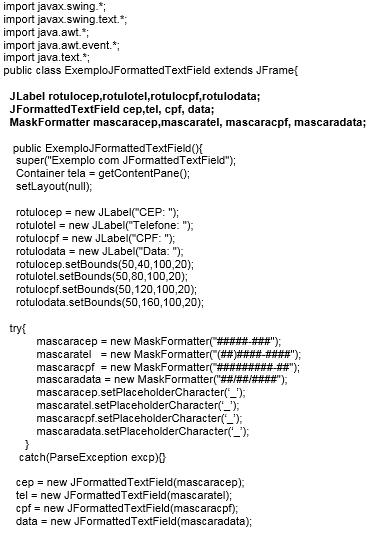 import javax.swing.*;
import javax.swing.text.*;
import java.awt.*;
import java.awt.event.*;
import java.text.*;
public class ExemploJFormattedTextField extends JFrame{
JLabel rotulocep,rotulotel,rotulocpf,rotulodata;
JFormattedTextField cep,tel, cpf, data;
MaskFormatter mascaracep,mascaratel, mascaracpf, mascaradata;
public ExemploJFormattedTextField(){
super("Exemplo com JFormattedTextField");
Container tela = getContentPane();
setLayout(null);
rotulocep = new JLabel("CEP: ");
rotulotel = new JLabel("Telefone: ");
rotulocpf = new JLabel("CPF: ");
rotulodata = new JLabel("Data: ");
rotulocep.setBounds(50,40,100,20);
rotulotel.setBounds(50,80,100,20);
rotulocpf.setBounds(50,120,100,20);
rotulodata.setBounds(50,160,100,20);
try{
mascaracep = new MaskFormatter("#####-###");
mascaratel = new MaskFormatter("(##)####-####");
mascaracpf = new MaskFormatter("#########-##");
mascaradata = new MaskFormatter("##/##/####");
mascaracep.setPlaceholderCharacter('_');
mascaratel.setPlaceholderCharacter('_');
mascaracpf.setPlaceholderCharacter('_');
mascaradata.setPlaceholderCharacter('_');
}
catch(ParseException excp){}
cep = new JFormattedTextField(mascaracep);
tel = new JFormattedTextField(mascaratel);
cpf = new JFormattedTextField(mascaracpf);
data = new JFormattedTextField(mascaradata);